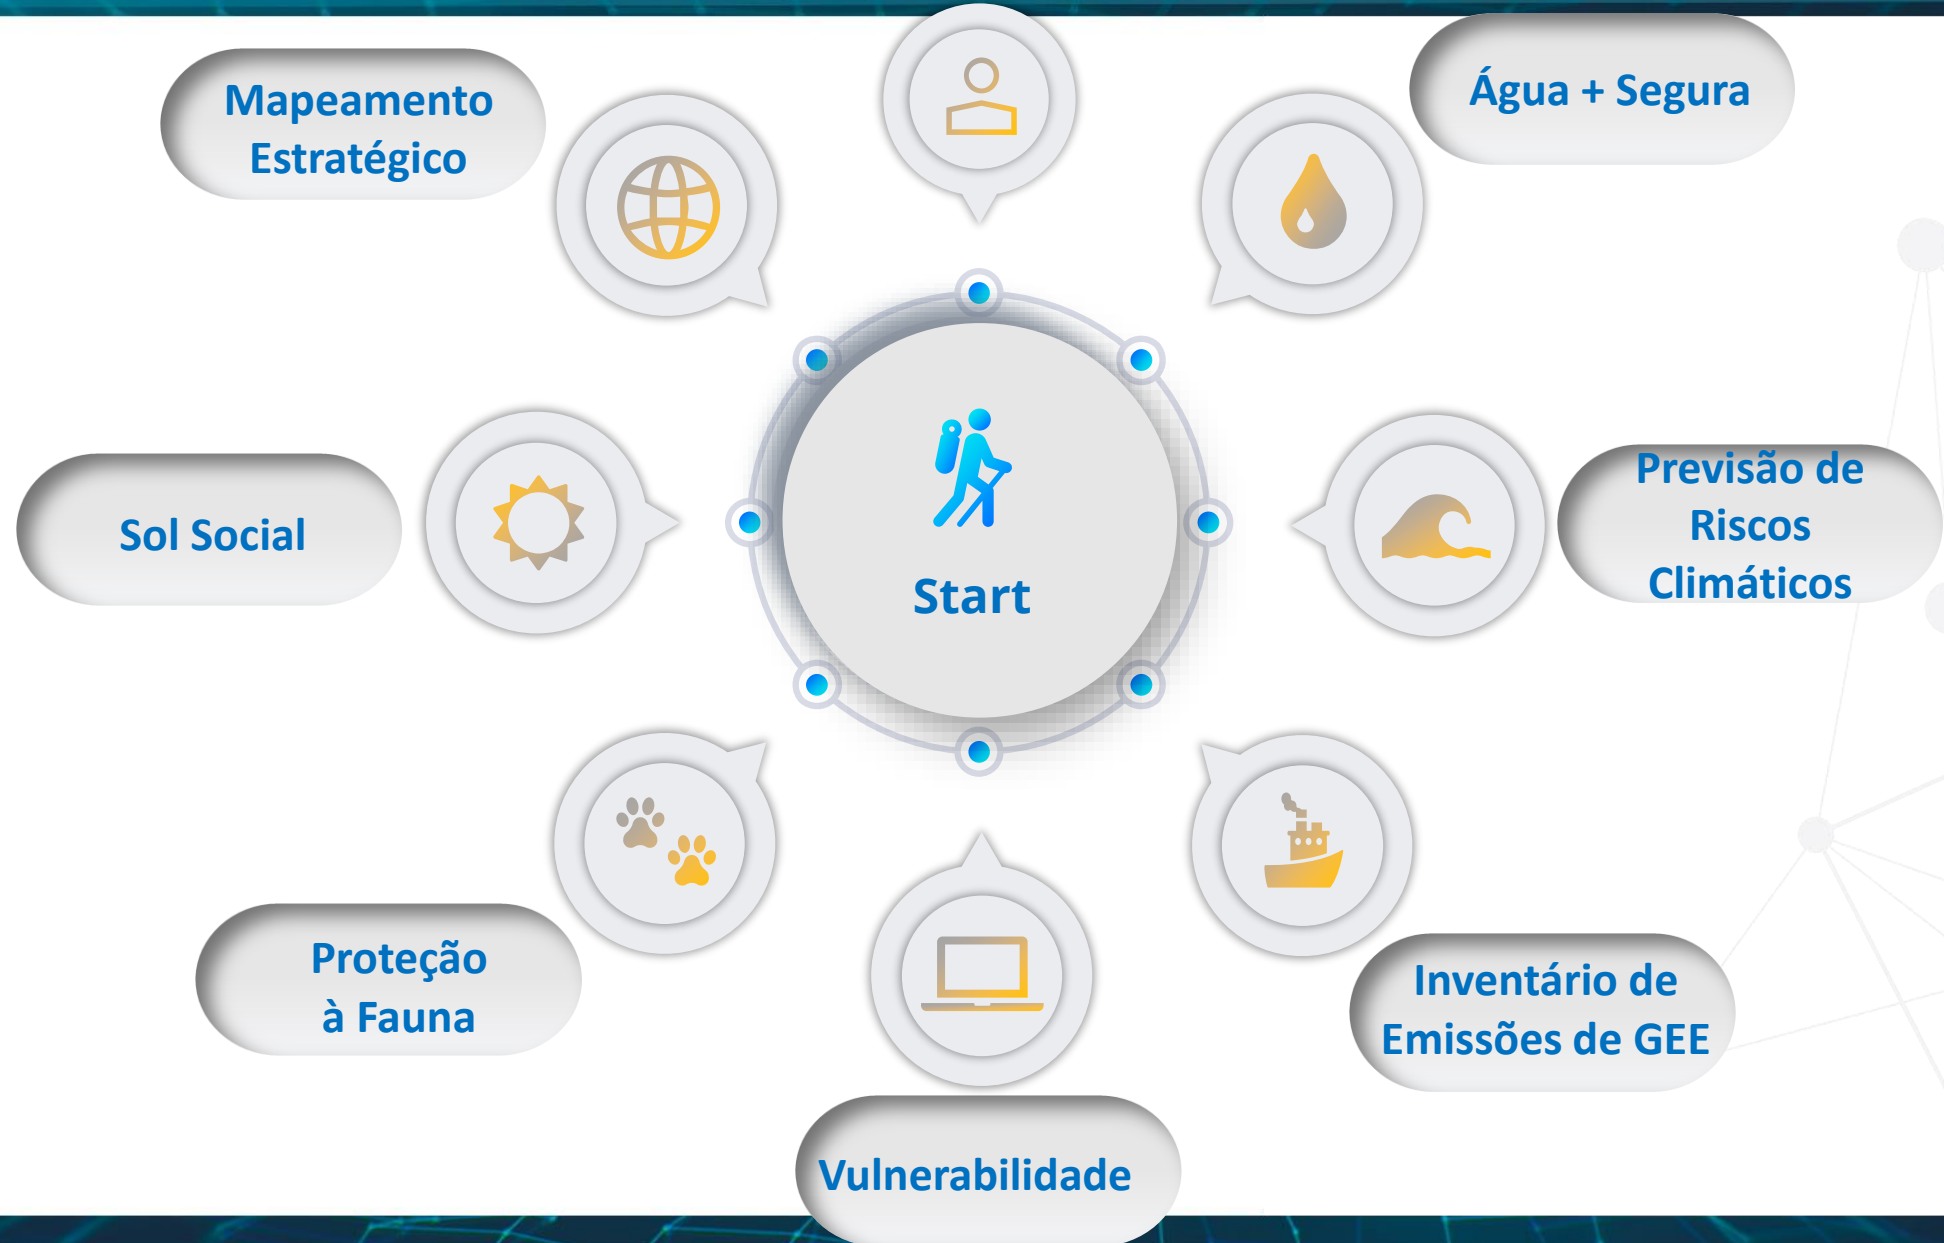 Mapeamento
Estratégico
Água + Segura
Sol Social
Start
Previsão de
Riscos
Climáticos
Proteção
à Fauna
Inventário de
Emissões de GEE
Vulnerabilidade